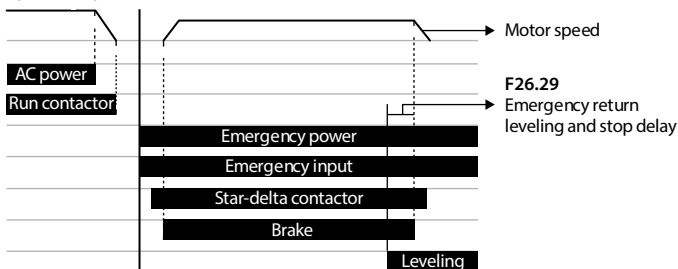 Motor speed
AC power
F26.29
Run contactor
Emergency return
leveling and stop delay
Emergency power
Emergency input
Star-delta contactor
Brake
Leveling